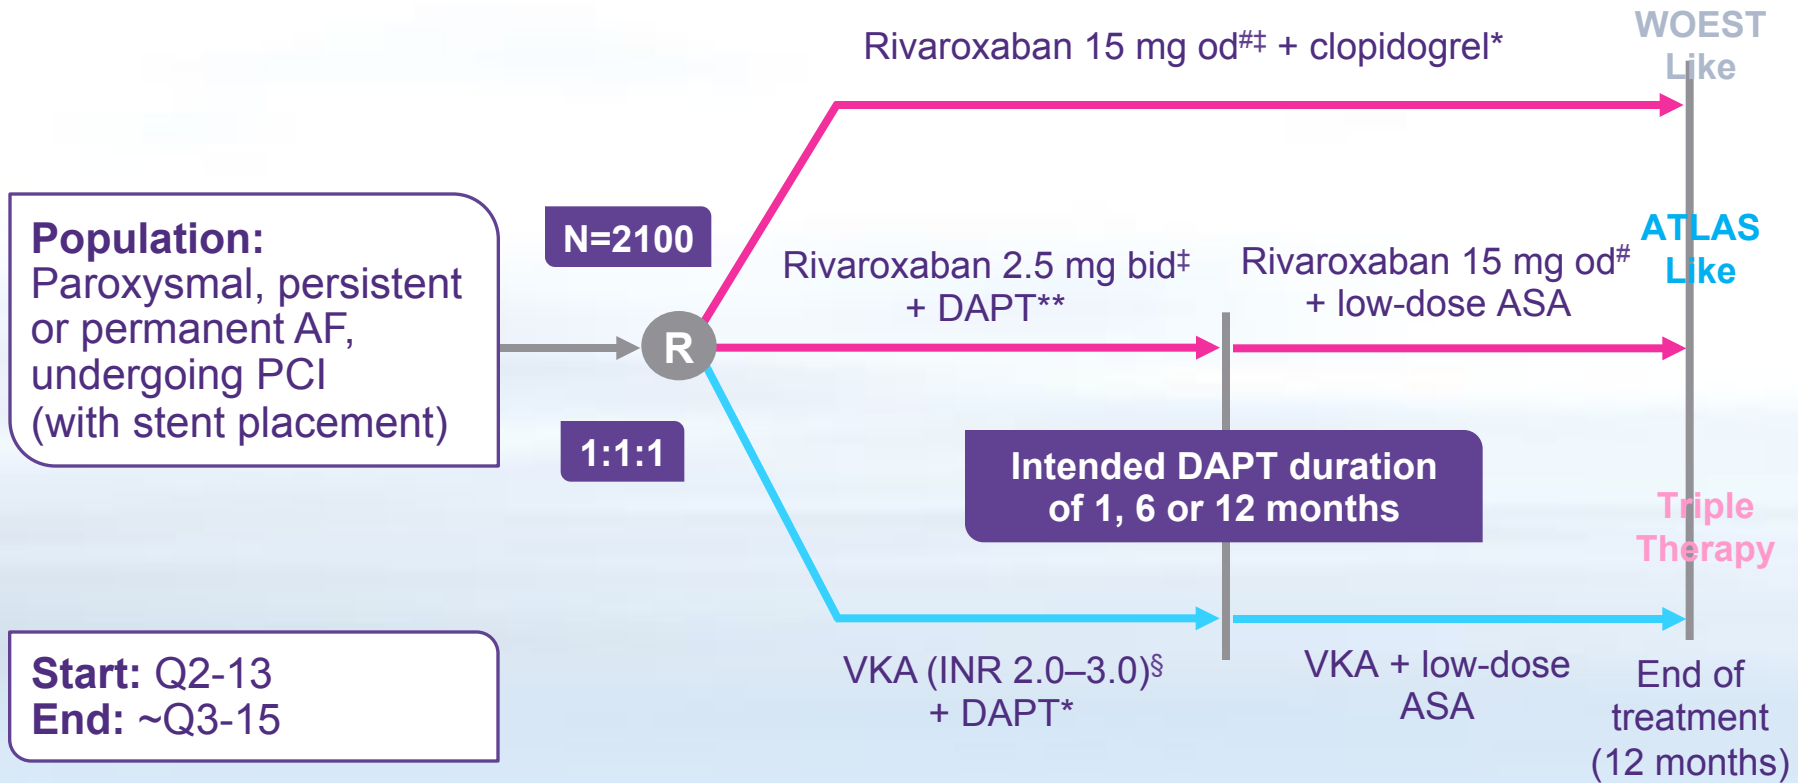 WOEST
Like
Rivaroxaban 15 mg od#‡ + clopidogrel*
Population:
Paroxysmal, persistent
or permanent AF,
undergoing PCI
(with stent placement)
N=2100
R
1:1:1
Rivaroxaban 2.5 mg bid‡
+ DAPT**
Rivaroxaban 15 mg od#
+ low-dose ASA
ATLAS
Like
Intended DAPT duration
of 1, 6 or 12 months
Triple
Therapy
Start: Q2-13
End: ~Q3-15
VKA (INR 2.0–3.0)§
+ DAPT*
VKA + low-dose
ASA
End of
treatment
(12 months)